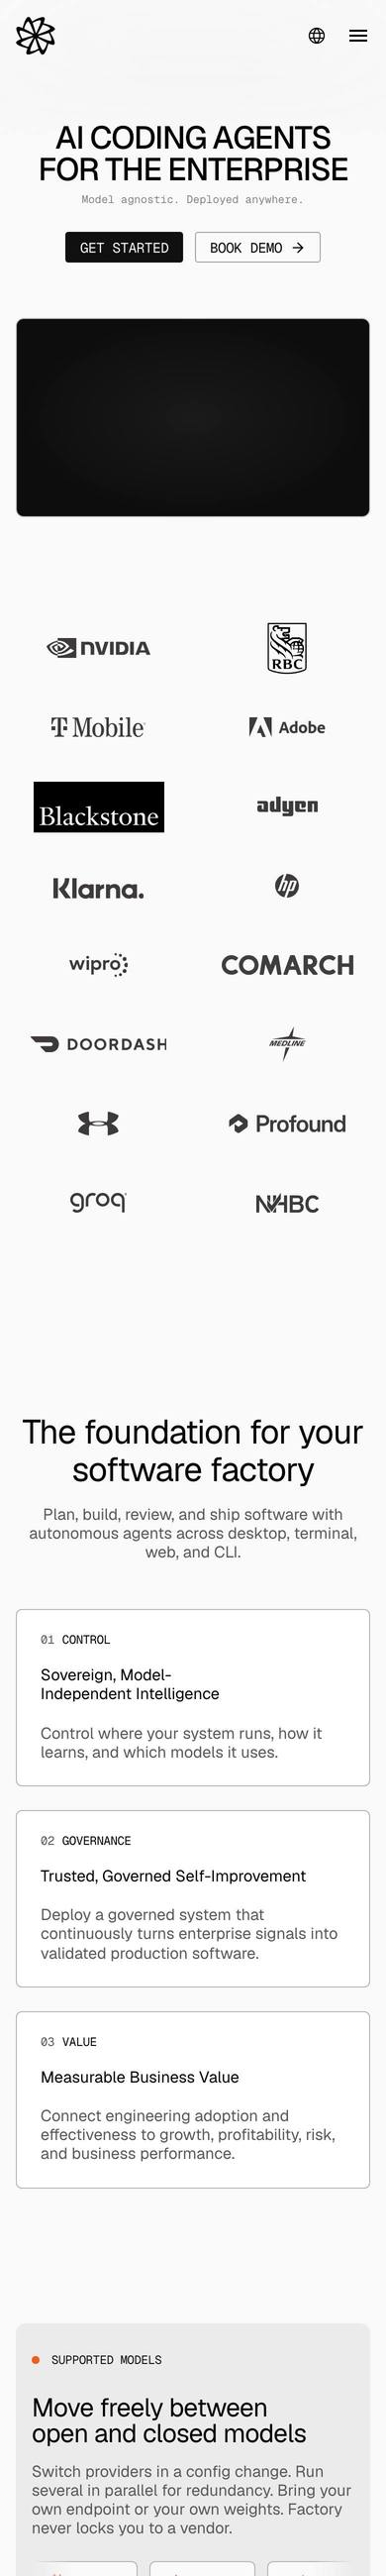 AI CODING AGENTS
FOR THE ENTERPRISE
Model agnostic. Deployed anywhere.
GET STARTED
BOOK DEMO →
NVIDIA
RBC
T Mobile
Adobe
Blackstone
adyen
Klarna.
hp
wipro
COMARCH
DOORDASH
MEDLINE
Profound
groq
NHBC
The foundation for your
software factory
Plan, build, review, and ship software with
autonomous agents across desktop, terminal,
web, and CLI.
01 CONTROL
Sovereign, Model-
Independent Intelligence
Control where your system runs, how it
learns, and which models it uses.
02 GOVERNANCE
Trusted, Governed Self-Improvement
Deploy a governed system that
continuously turns enterprise signals into
validated production software.
03 VALUE
Measurable Business Value
Connect engineering adoption and
effectiveness to growth, profitability, risk,
and business performance.
SUPPORTED MODELS
Move freely between
open and closed models
Switch providers in a config change. Run
several in parallel for redundancy. Bring your
own endpoint or your own weights. Factory
never locks you to a vendor.